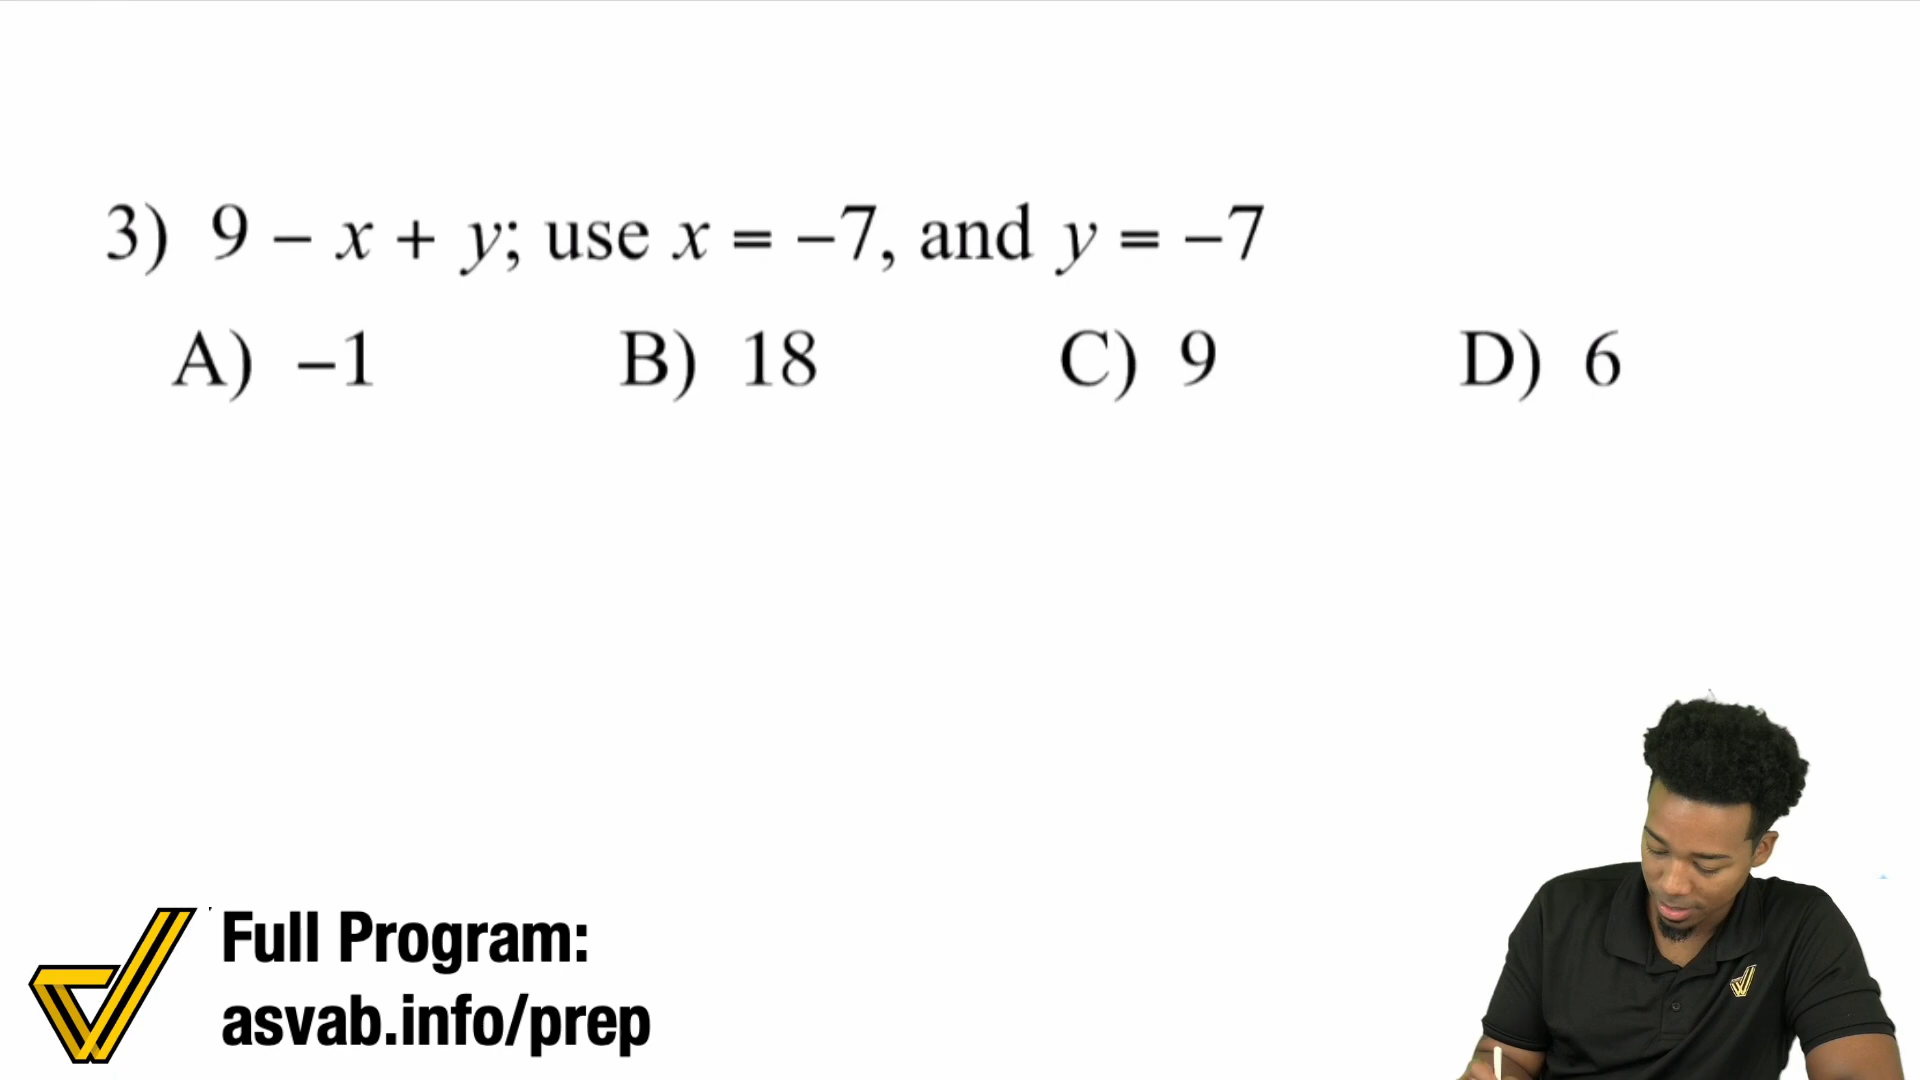 3) 9 − x + y; use x = −7, and y = −7
A) −1 B) 18 C) 9 D) 6
Full Program:
asvab.info/prep